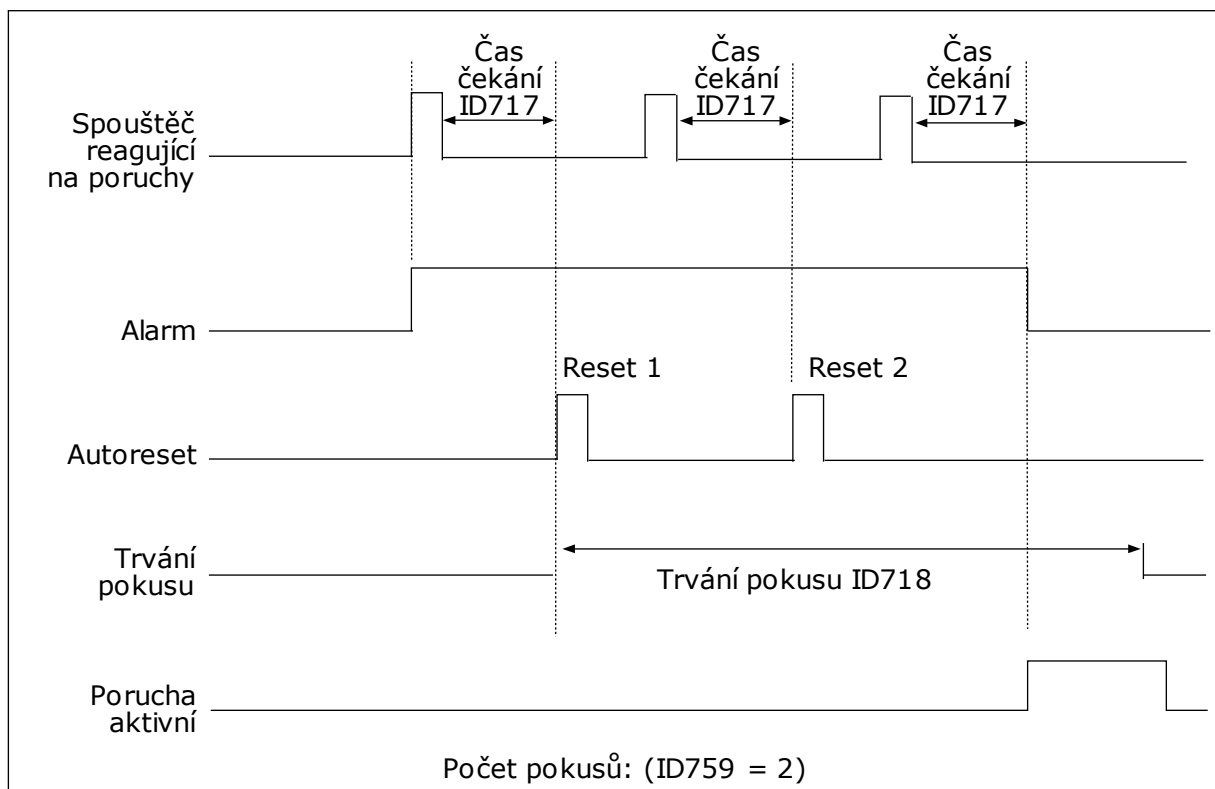 Čas
čekání
ID717
Čas
čekání
ID717
Čas
čekání
ID717
Spouštěč
reagující
na poruchy
Alarm
Reset 1
Reset 2
Autoreset
Trvání
pokusu
Trvání pokusu ID718
Porucha
aktivní
Počet pokusů: (ID759 = 2)